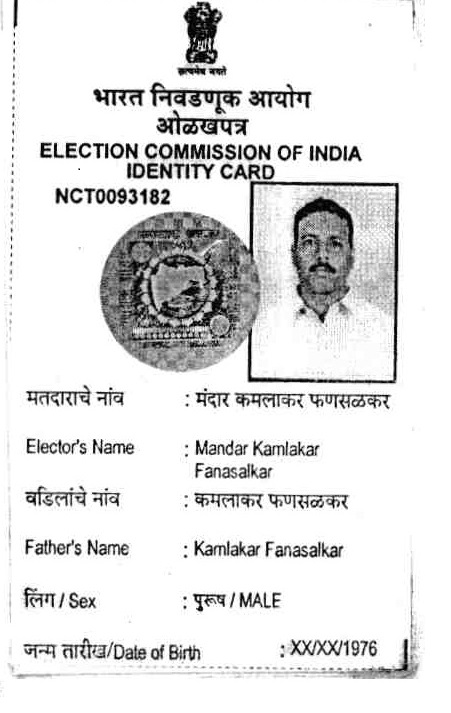 सत्यमेव जयते
भारत निवडणूक आयोग
ओळखपत्र
ELECTION COMMISSION OF INDIA
IDENTITY CARD
NCT0093182
मतदाराचे नांव : मंदार कमलाकर फणसळकर
Elector's Name : Mandar Kamlakar
Fanasalkar
वडिलांचे नांव : कमलाकर फणसळकर
Father's Name : Kamlakar Fanasalkar
लिंग / Sex : पुरूष / MALE
जन्म तारीख/Date of Birth : XX/XX/1976